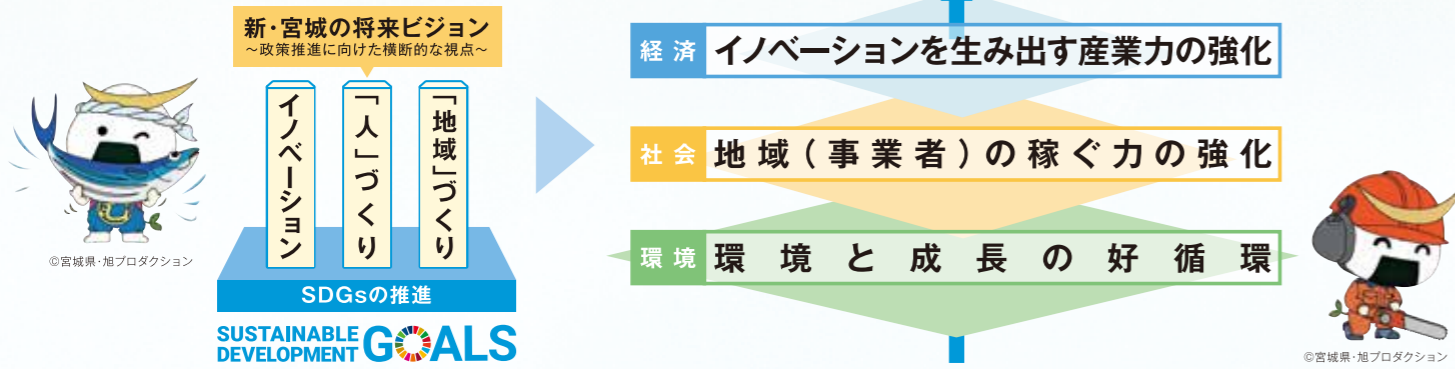 新・宮城の将来ビジョン
～政策推進に向けた横断的な視点～
イノベーション
「人」づくり
「地域」づくり
SDGsの推進
SUSTAINABLE
DEVELOPMENT
GOALS
©宮城県・旭プロダクション
経済 イノベーションを生み出す産業力の強化
社会 地域(事業者)の稼ぐ力の強化
環境 環境と成長の好循環
©宮城県・旭プロダクション